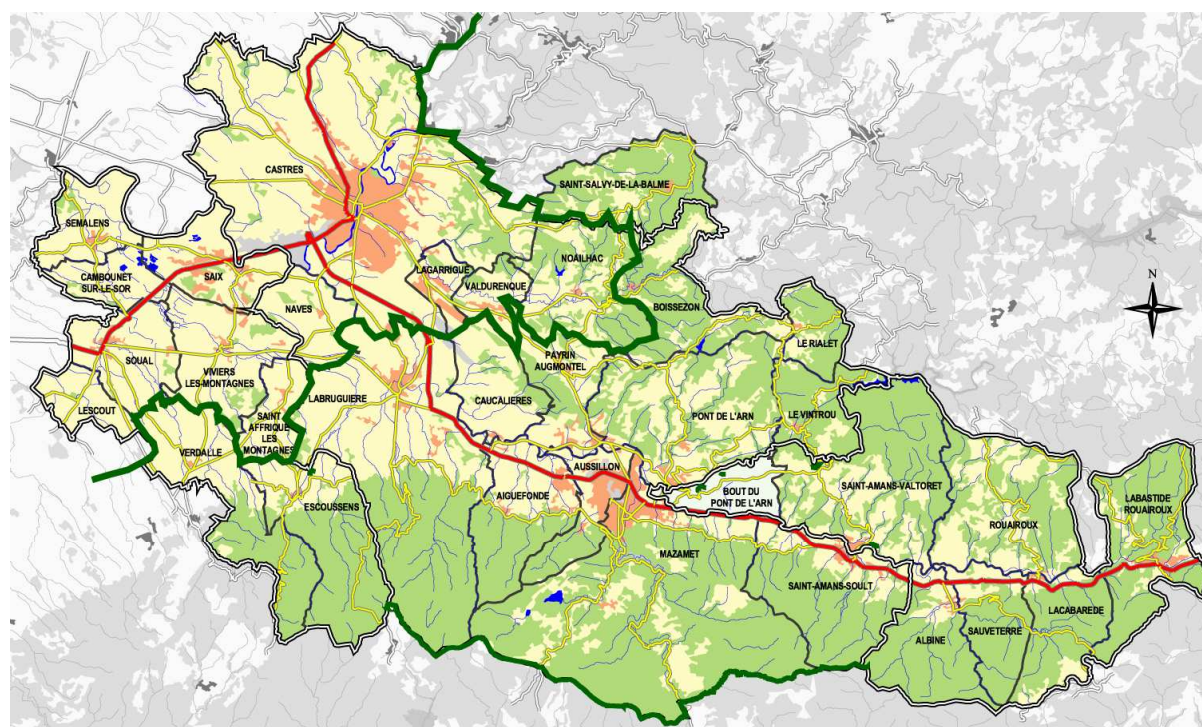 N
CASTRES
SAINT-SALVY-DE-LA-BALME
SEMALENS
CAMBOUNET
SUR-LE-SOR
SAIX
LAGARRIGUE
VALDURENQUE
NOAILHAC
BOISSEZON
NAVES
LE RIALET
SOUAL
VIVIERS
LES-MONTAGNES
LABRUGUIERE
PAYRIN
AUGMONTEL
CAUCALIERES
LESCOUT
SAINT
AFFRIQUE
LES
MONTAGNES
PONT DE L'ARN
LE VINTROU
VERDALLE
ESCOUSSENS
AIGUEFONDE
AUSSILLON
BOUT DU
PONT DE L'ARN
SAINT-AMANS-VALTORET
ROUAIROUX
LABASTIDE
ROUAIROUX
MAZAMET
SAINT-AMANS-SOULT
ALBINE
SAUVETERRE
LACABAREDE